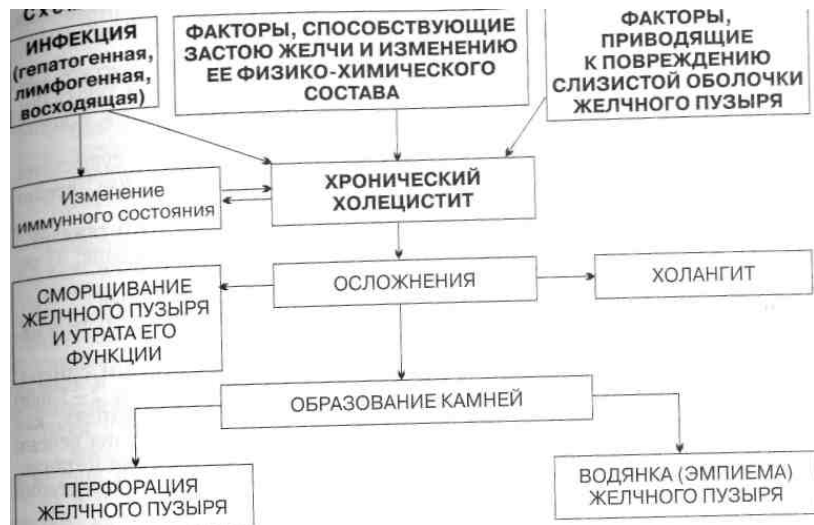 Схем
ИНФЕКЦИЯ
(гепатогенная,
лимфогенная,
восходящая)
ФАКТОРЫ, СПОСОБСТВУЮЩИЕ
ЗАСТОЮ ЖЕЛЧИ И ИЗМЕНЕНИЮ
ЕЕ ФИЗИКО-ХИМИЧЕСКОГО
СОСТАВА
ФАКТОРЫ,
ПРИВОДЯЩИЕ
К ПОВРЕЖДЕНИЮ
СЛИЗИСТОЙ ОБОЛОЧКИ
ЖЕЛЧНОГО ПУЗЫРЯ
Изменение
иммунного состояния
ХРОНИЧЕСКИЙ
ХОЛЕЦИСТИТ
СМОРЩИВАНИЕ
ЖЕЛЧНОГО ПУЗЫРЯ
И УТРАТА ЕГО
ФУНКЦИИ
ОСЛОЖНЕНИЯ
ХОЛАНГИТ
ОБРАЗОВАНИЕ КАМНЕЙ
ПЕРФОРАЦИЯ
ЖЕЛЧНОГО ПУЗЫРЯ
ВОДЯНКА (ЭМПИЕМА)
ЖЕЛЧНОГО ПУЗЫРЯ